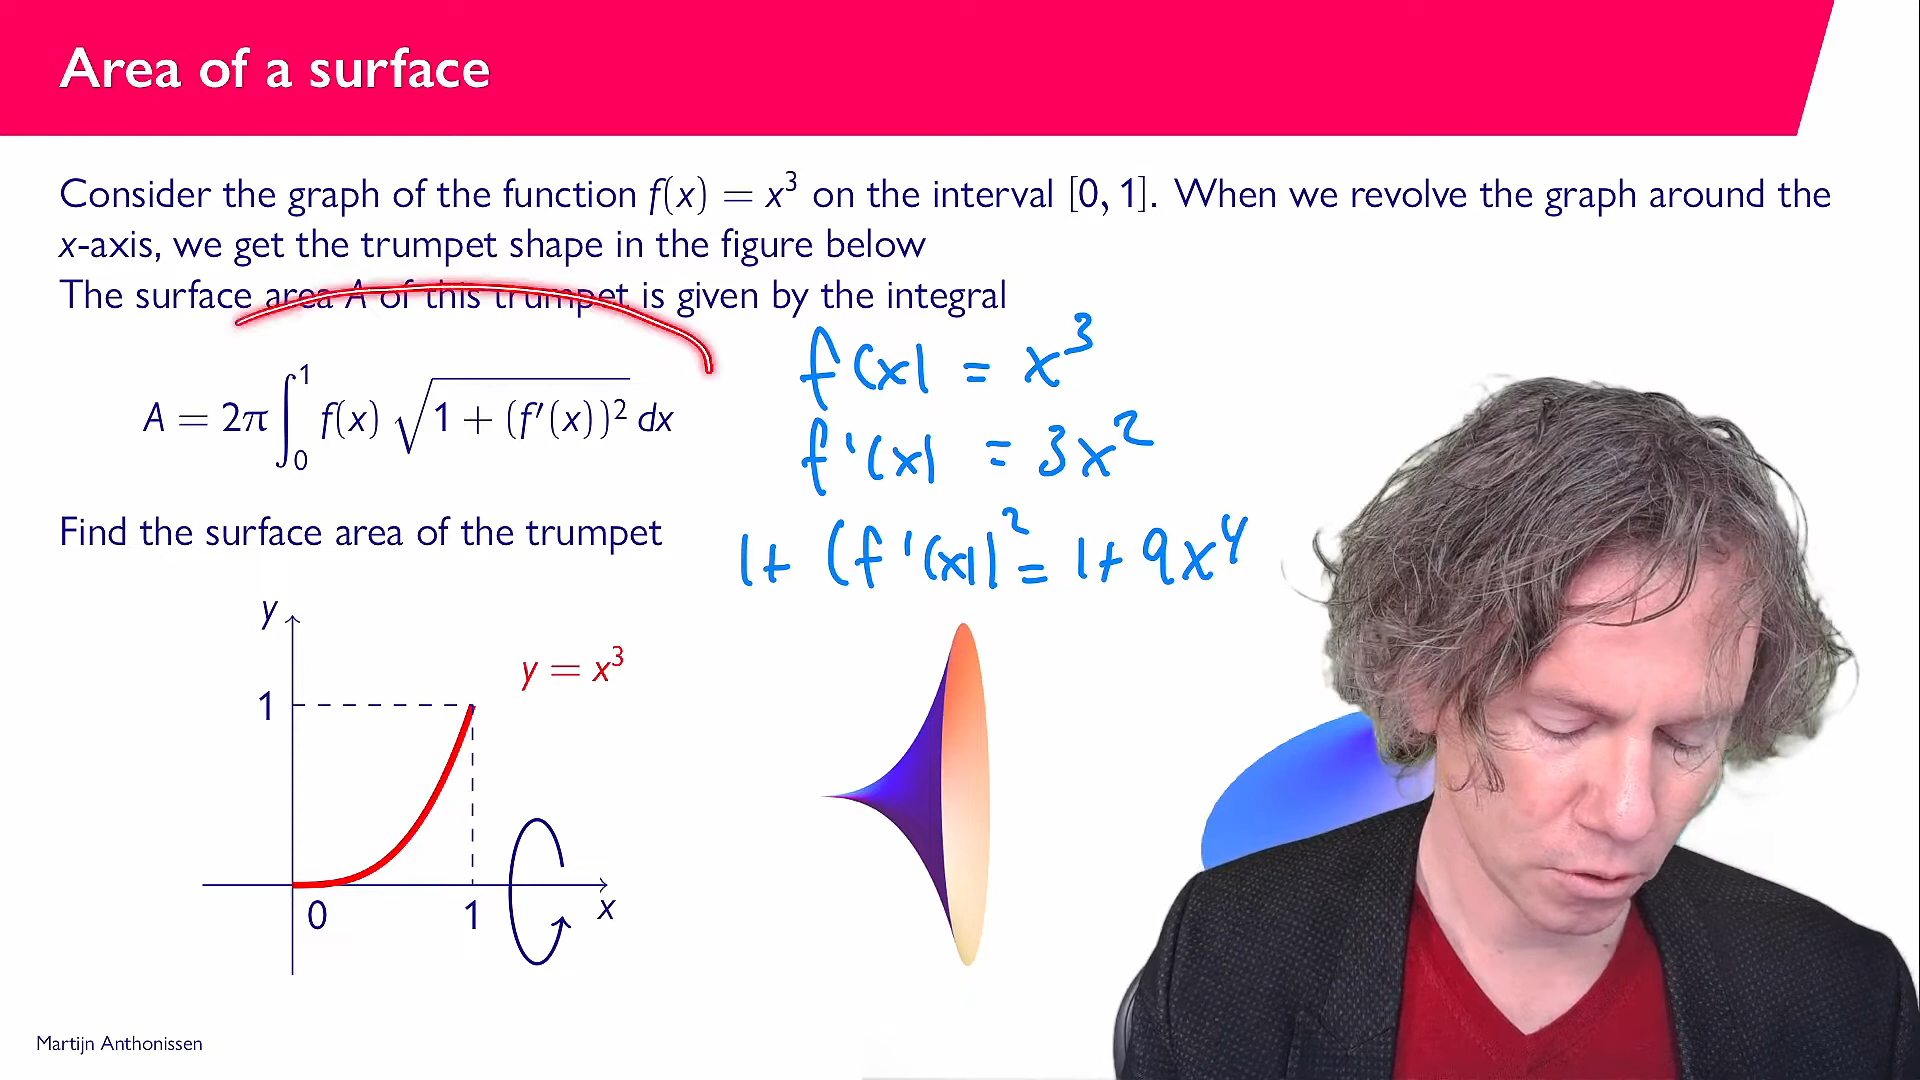 Area of a surface
Consider the graph of the function f(x) = x³ on the interval [0, 1]. When we revolve the graph around the
x-axis, we get the trumpet shape in the figure below
The surface area A of this trumpet is given by the integral
A = 2π ∫₀¹ f(x) √(1 + (f′(x))²) dx
f(x) = x³
f'(x) = 3x²
1 + (f'(x))² = 1 + 9x⁴
Find the surface area of the trumpet
y
y = x³
1
0
1
x
Martijn Anthonissen